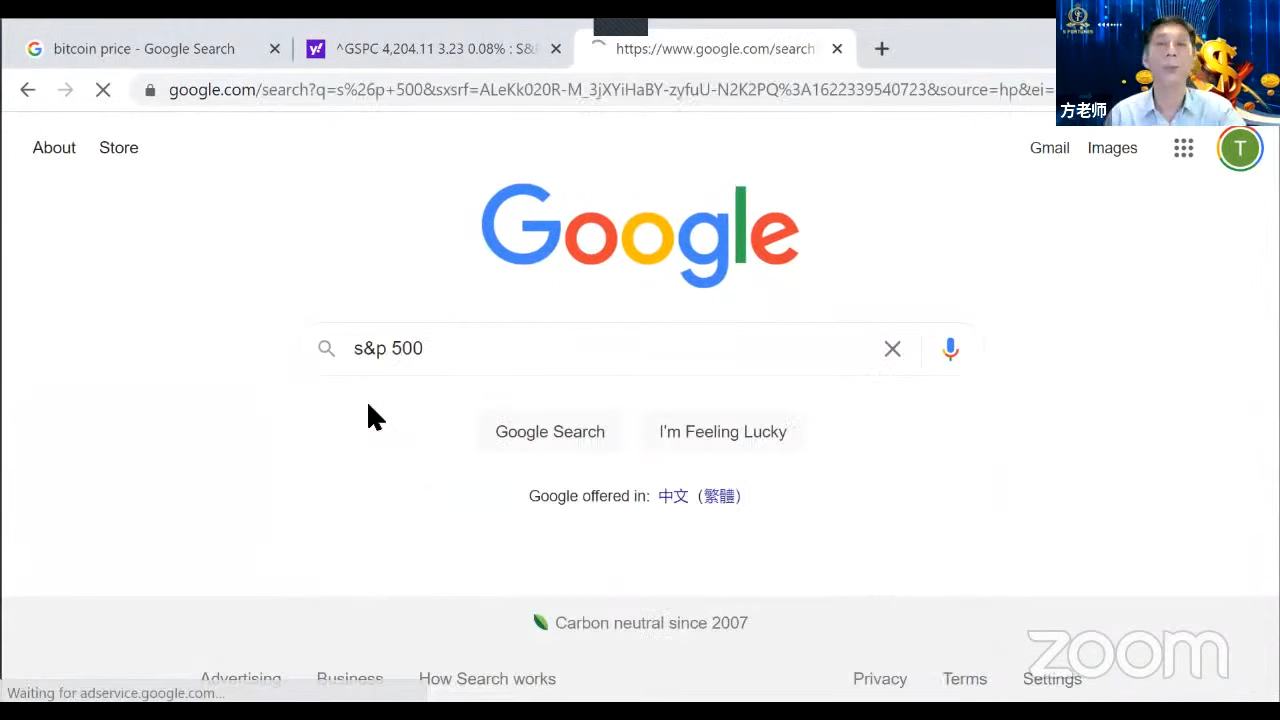 bitcoin price - Google Search
^GSPC 4,204.11 3.23 0.08% : S&
https://www.google.com/search
google.com/search?q=s%26p+500&sxsrf=ALeKk020R-M_3jXYiHaBY-zyfuU-N2K2PQ%3A1622339540723&source=hp&ei=
方老师
About Store
Gmail Images
T
Google
s&p 500
Google Search
I'm Feeling Lucky
Google offered in: 中文（繁體）
Carbon neutral since 2007
zoom
Advertising Business How Search works
Privacy Terms Settings
Waiting for adservice.google.com...